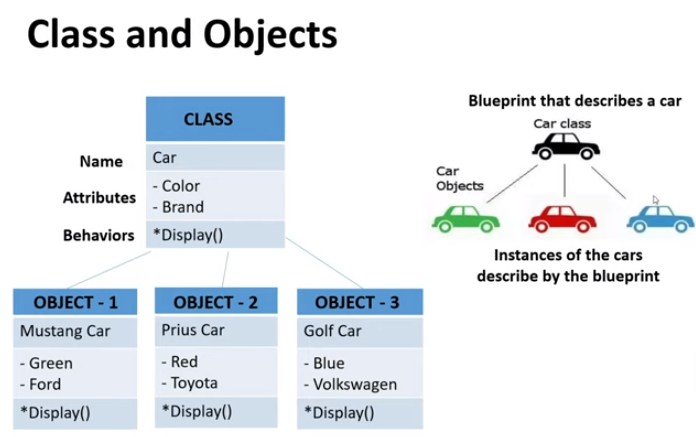 Class and Objects
CLASS
Name
Car
Attributes
- Color
- Brand
Behaviors
*Display()
OBJECT - 1
Mustang Car
- Green
- Ford
*Display()
OBJECT - 2
Prius Car
- Red
- Toyota
*Display()
OBJECT - 3
Golf Car
- Blue
- Volkswagen
*Display()
Blueprint that describes a car
Car class
Car
Objects
Instances of the cars
describe by the blueprint